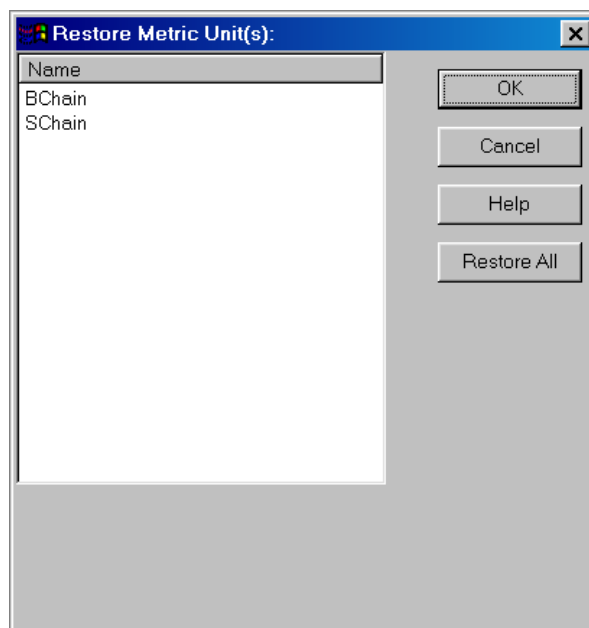 Restore Metric Unit(s):
Name
BChain
SChain
OK
Cancel
Help
Restore All